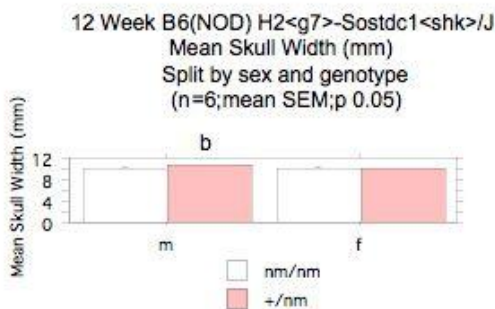 12 Week B6(NOD) H2<g7>-Sostdc1<shk>/J
Mean Skull Width (mm)
Split by sex and genotype
(n=6;mean SEM;p 0.05)
b
Mean Skull Width (mm)
12
8
4
0
m
f
nm/nm
+/nm